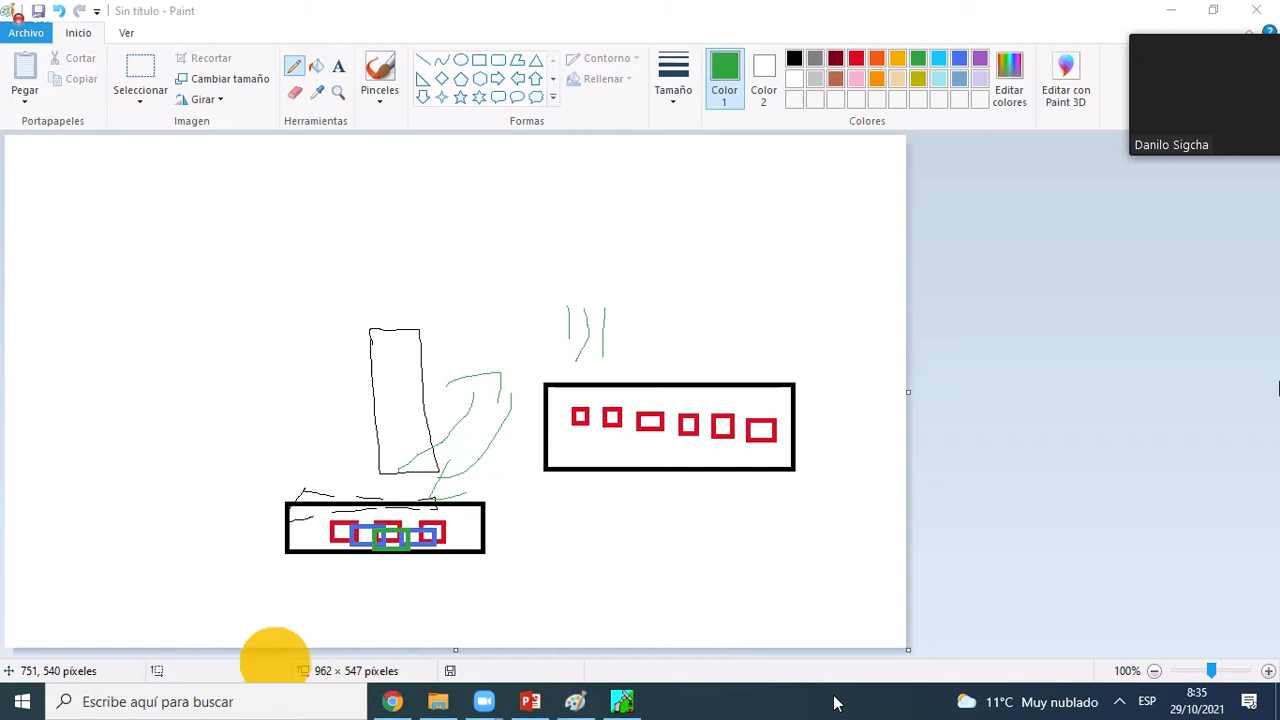 Sin título - Paint
Archivo Inicio Ver
Pegar
Cortar
Copiar
Portapapeles
Seleccionar
Recortar
Cambiar tamaño
Girar
Imagen
A
Herramientas
Pinceles
Contorno
Rellenar
Formas
Tamaño
Color 1
Color 2
Colores
Editar colores
Editar con Paint 3D
Danilo Sigcha
751, 540 píxeles
962 × 547 píxeles
100%
Escribe aquí para buscar
11°C Muy nublado
ESP
8:35
29/10/2021